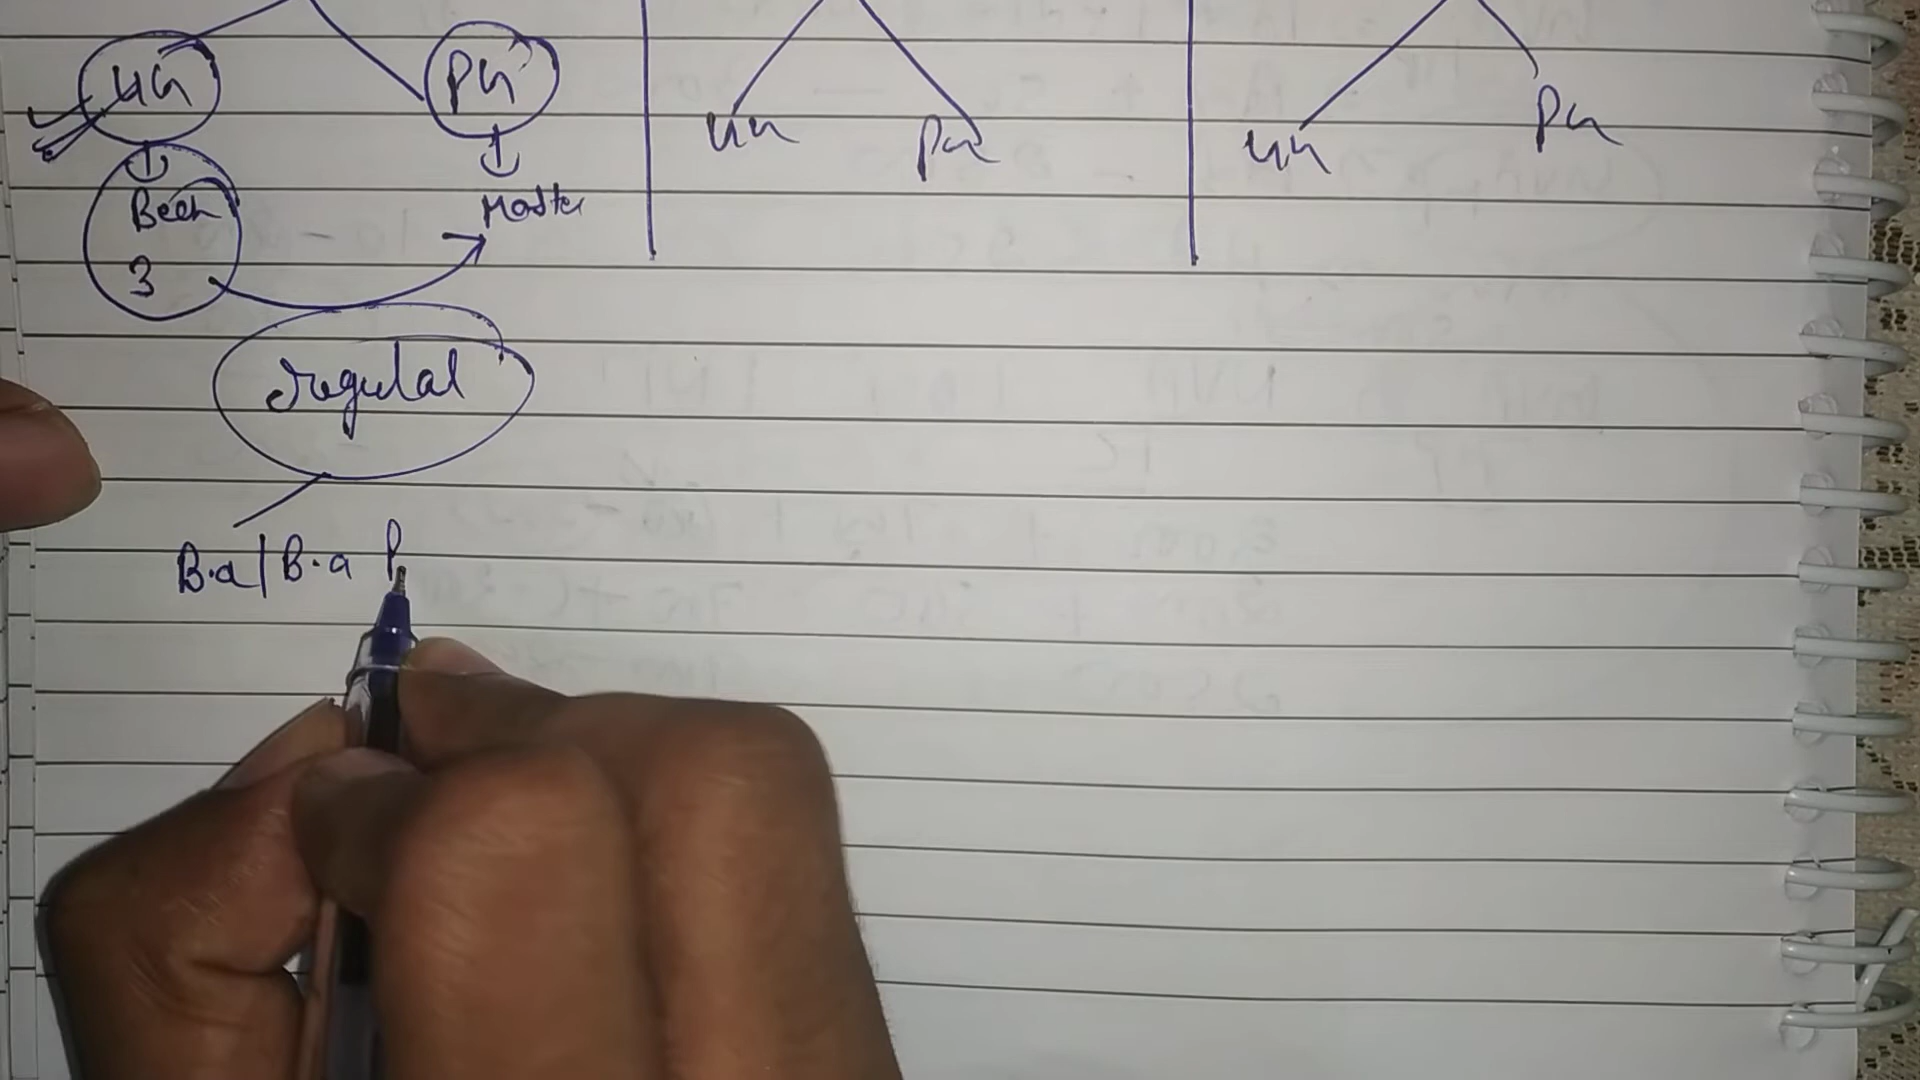 UG PG
UG PG
UG PG
Bech Master
3
regular
B.a | B.a P